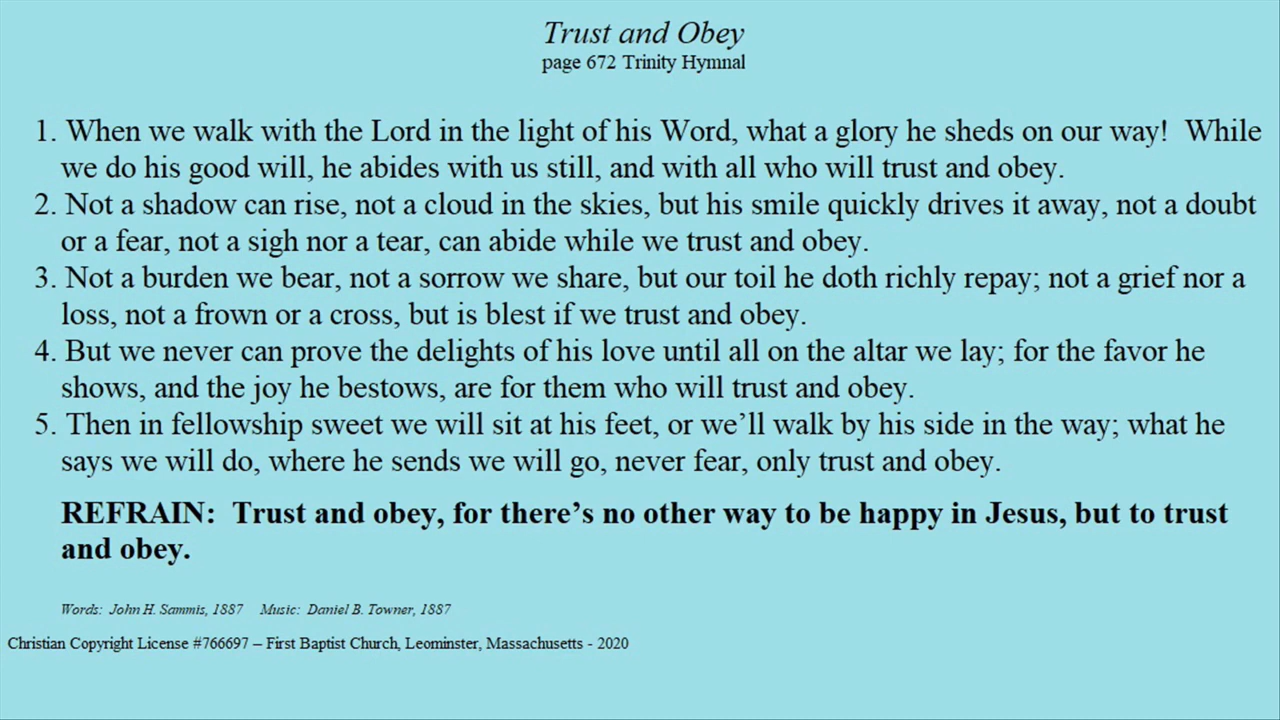 Trust and Obey
page 672 Trinity Hymnal
1. When we walk with the Lord in the light of his Word, what a glory he sheds on our way!  While
we do his good will, he abides with us still, and with all who will trust and obey.
2. Not a shadow can rise, not a cloud in the skies, but his smile quickly drives it away, not a doubt
or a fear, not a sigh nor a tear, can abide while we trust and obey.
3. Not a burden we bear, not a sorrow we share, but our toil he doth richly repay; not a grief nor a
loss, not a frown or a cross, but is blest if we trust and obey.
4. But we never can prove the delights of his love until all on the altar we lay; for the favor he
shows, and the joy he bestows, are for them who will trust and obey.
5. Then in fellowship sweet we will sit at his feet, or we’ll walk by his side in the way; what he
says we will do, where he sends we will go, never fear, only trust and obey.
REFRAIN:  Trust and obey, for there’s no other way to be happy in Jesus, but to trust
and obey.
Words:  John H. Sammis, 1887    Music:  Daniel B. Towner, 1887
Christian Copyright License #766697 – First Baptist Church, Leominster, Massachusetts - 2020